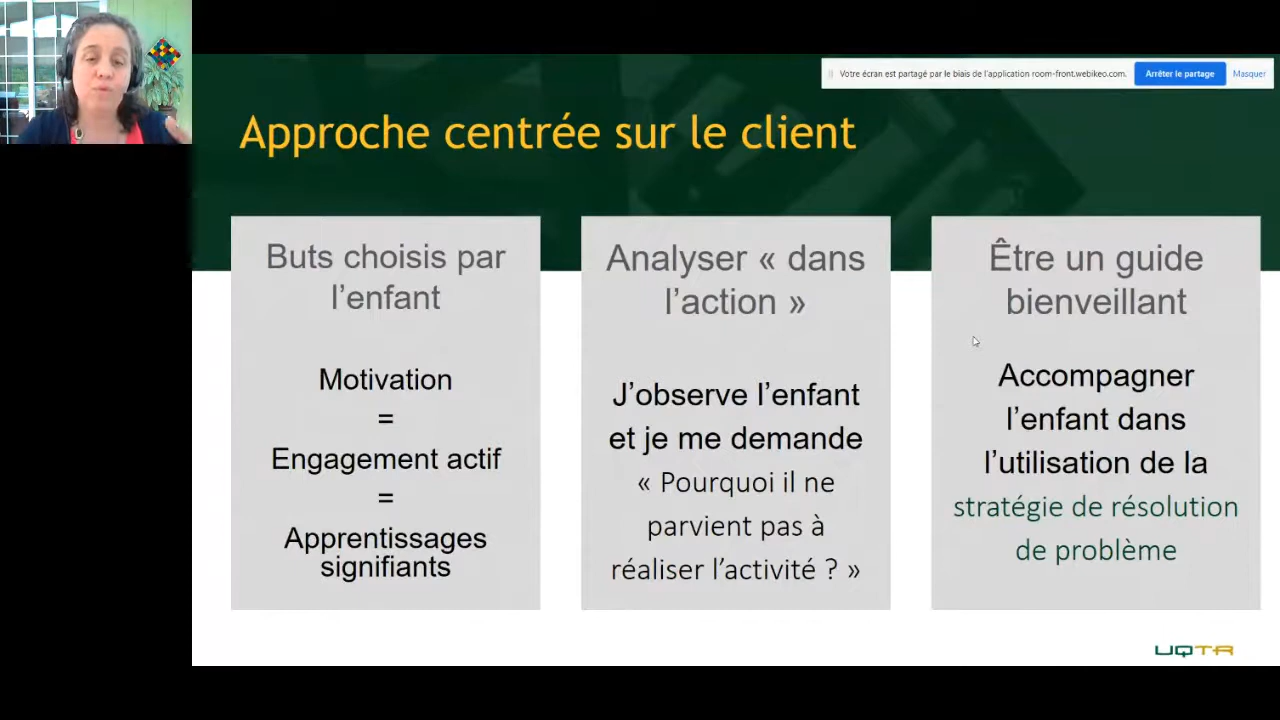 Votre écran est partagé par le biais de l'application room-front.webikeo.com.
Arrêter le partage
Masquer
Approche centrée sur le client
Buts choisis par
l'enfant
Motivation
=
Engagement actif
=
Apprentissages
signifiants
Analyser « dans
l'action »
J'observe l'enfant
et je me demande
« Pourquoi il ne
parvient pas à
réaliser l'activité ? »
Être un guide
bienveillant
Accompagner
l'enfant dans
l'utilisation de la
stratégie de résolution
de problème
UQTR